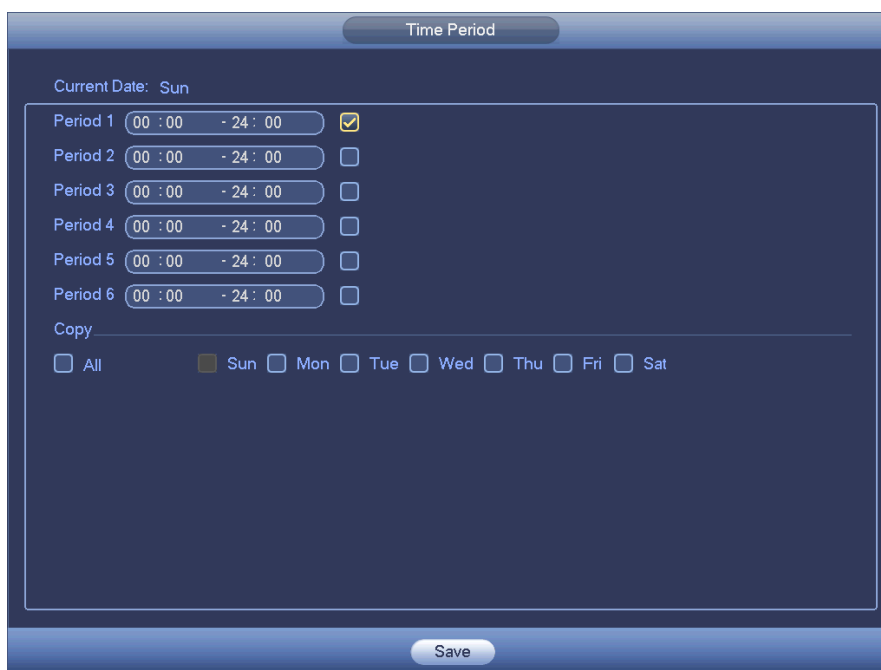 Time Period
Current Date: Sun
Period 1 00 :00 - 24 : 00
Period 2 00 :00 - 24 : 00
Period 3 00 :00 - 24 : 00
Period 4 00 :00 - 24 : 00
Period 5 00 :00 - 24 : 00
Period 6 00 :00 - 24 : 00
Copy
All Sun Mon Tue Wed Thu Fri Sat
Save